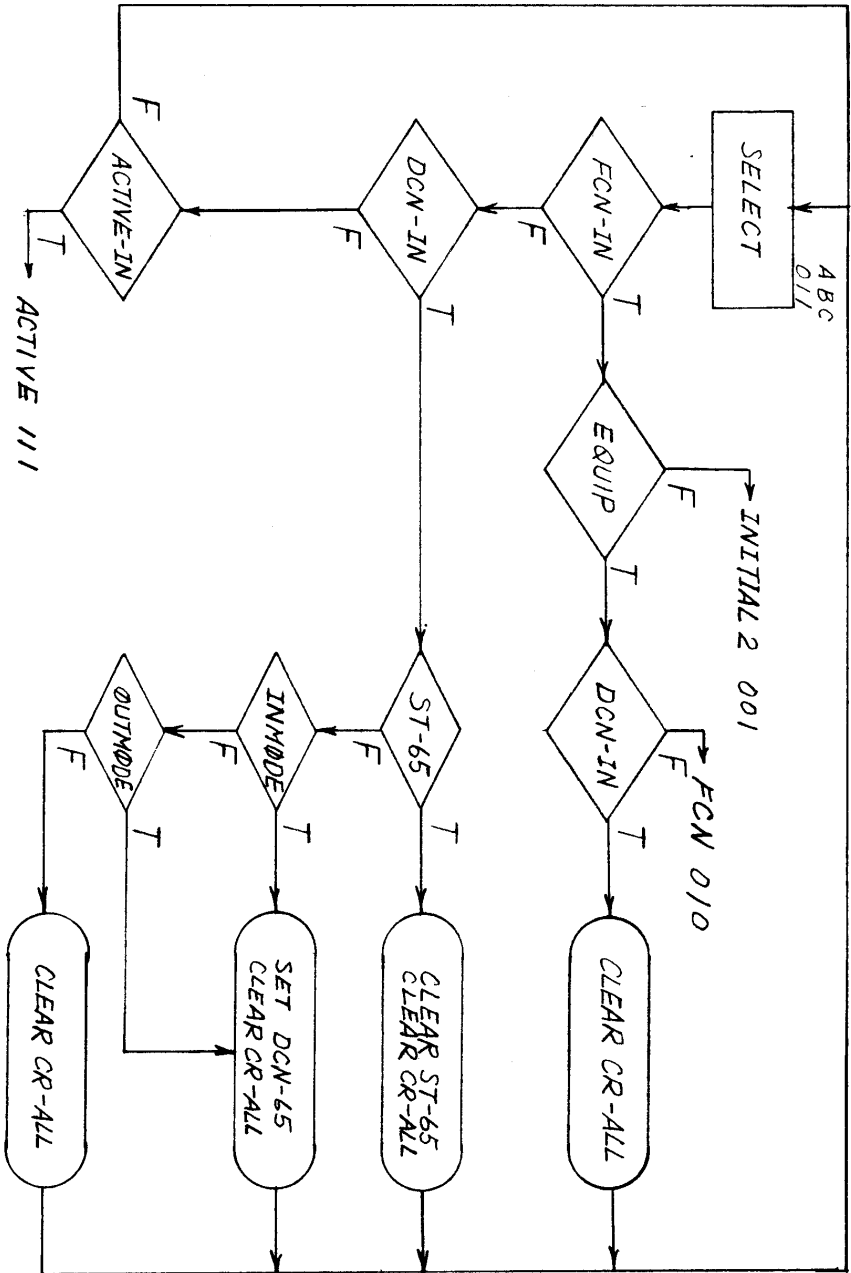 SELECT
ABC
011
FCN-IN
T
F
EQUIP
F
INITIAL 2 001
T
DCN-IN
F
FCN 010
T
CLEAR CR-ALL
DCN-IN
T
F
ST-65
T
F
CLEAR ST-65
CLEAR CR-ALL
INMODE
T
F
SET DCN-65
CLEAR CR-ALL
OUTMODE
T
F
CLEAR CR-ALL
ACTIVE-IN
F
T
ACTIVE 111